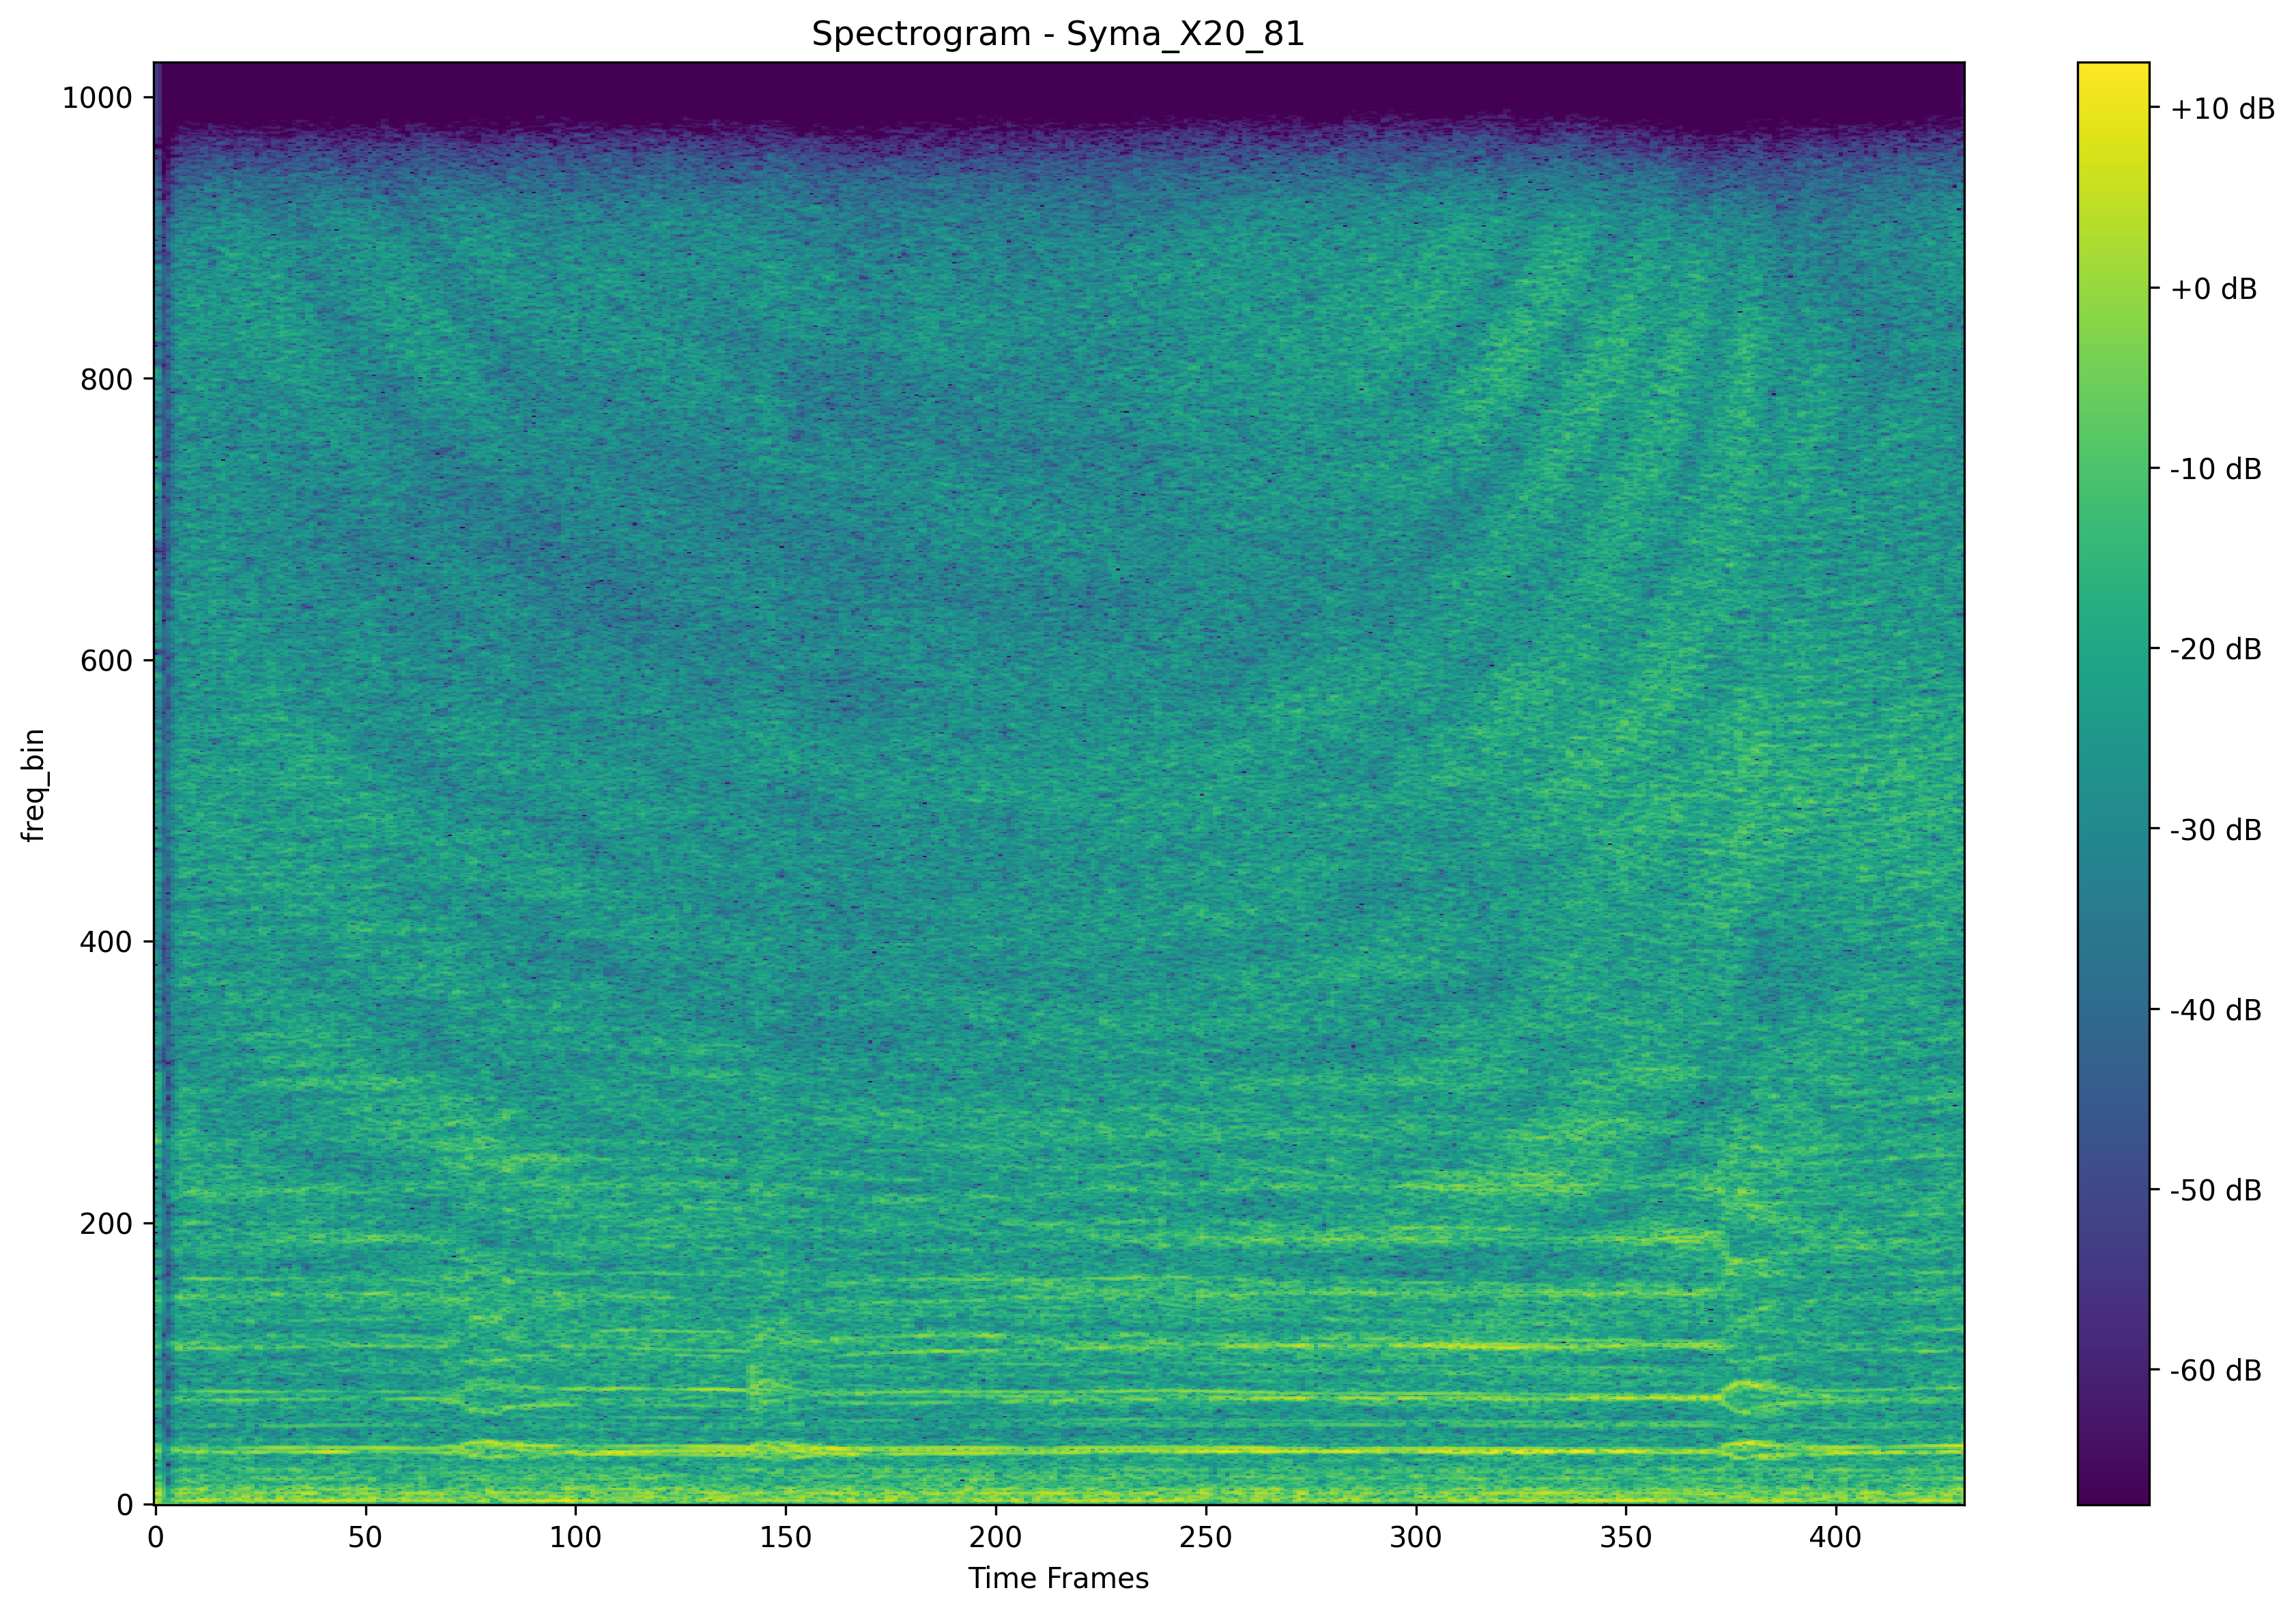 Spectrogram - Syma_X20_81
1000
800
600
400
200
0
freq_bin
0 50 100 150 200 250 300 350 400
Time Frames
+10 dB
+0 dB
-10 dB
-20 dB
-30 dB
-40 dB
-50 dB
-60 dB